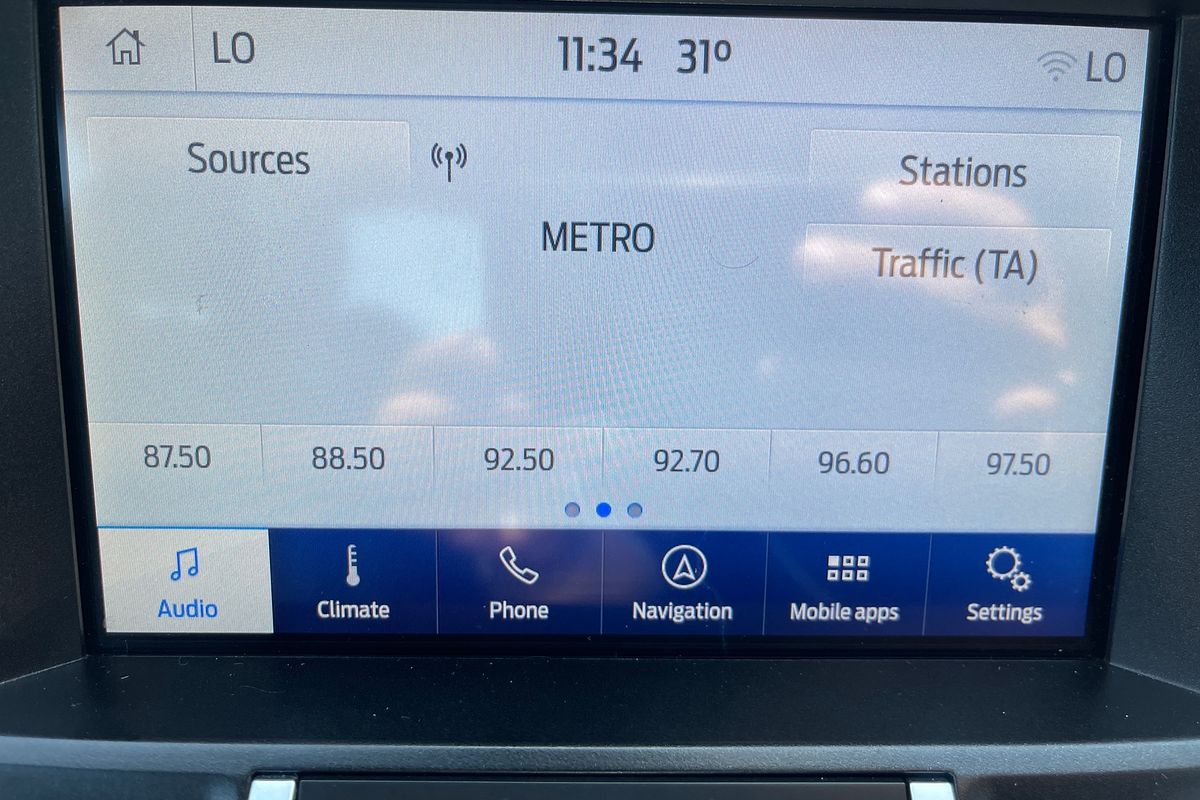 LO 11:34 31° LO
Sources
Stations
METRO
Traffic (TA)
87.50 88.50 92.50 92.70 96.60 97.50
Audio Climate Phone Navigation Mobile apps Settings